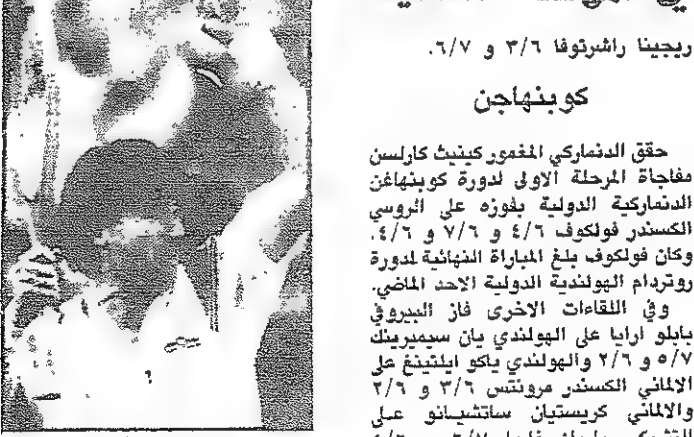 ريجينا راشرتوفا ٣/٦ و ٦/٧.
كوبنهاجن
حقق الدنماركي المغمور كينيث كارلسن
مفاجأة المرحلة الاولى لدورة كوبنهاغن
الدنماركية الدولية بفوزه على الروسي
الكسندر فولكوف ٤/٦ و ٧/٦ و ٤/٦.
وكان فولكوف بلغ المباراة النهائية لدورة
روتردام الهولندية الدولية الاحد الماضي.
وفي اللقاءات الاخرى فاز البيروفي
بابلو ارايا على الهولندي يان سيميرينك
٥/٧ و ٢/٦ والهولندي ياكو ايلتينغ على
الالماني الكسندر مرونتس ٣/٦ و ٢/٦
والالماني كريستيان ساتشيانو على